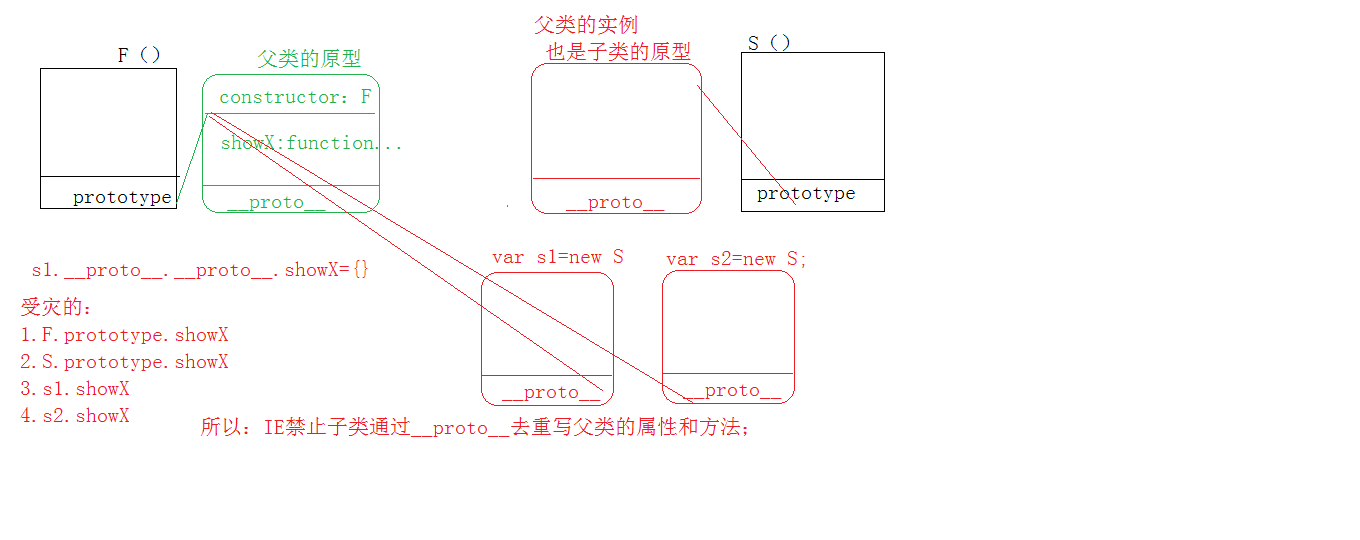 F（）
父类的原型
constructor: F
showX:function...
prototype
__proto__
父类的实例
也是子类的原型
__proto__
S（）
prototype
s1.__proto__.__proto__.showX={}
受灾的:
1.F.prototype.showX
2.S.prototype.showX
3.s1.showX
4.s2.showX
var s1=new S
__proto__
var s2=new S;
__proto__
所以: IE禁止子类通过__proto__去重写父类的属性和方法;